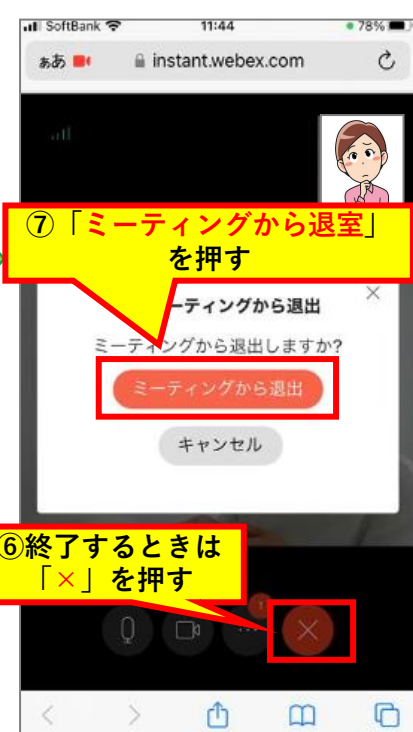 SoftBank 11:44 78%
ぁあ instant.webex.com
⑦「ミーティングから退室」
を押す
ーティングから退出
ミーティングから退出しますか?
ミーティングから退出
キャンセル
⑥終了するときは
「×」を押す
1